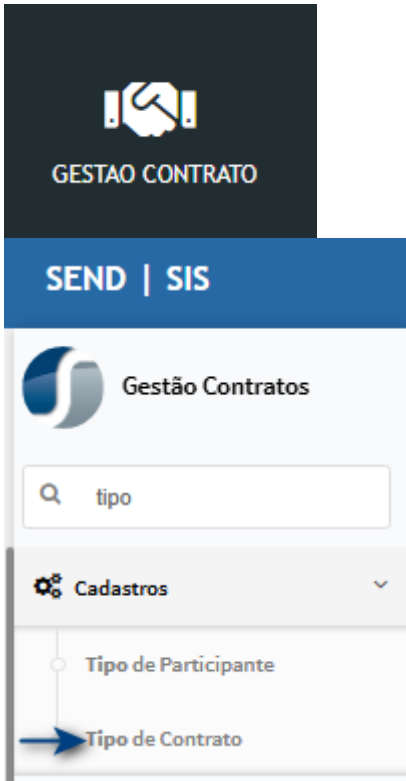 GESTAO CONTRATO
SEND | SIS
Gestão Contratos
tipo
Cadastros
Tipo de Participante
Tipo de Contrato